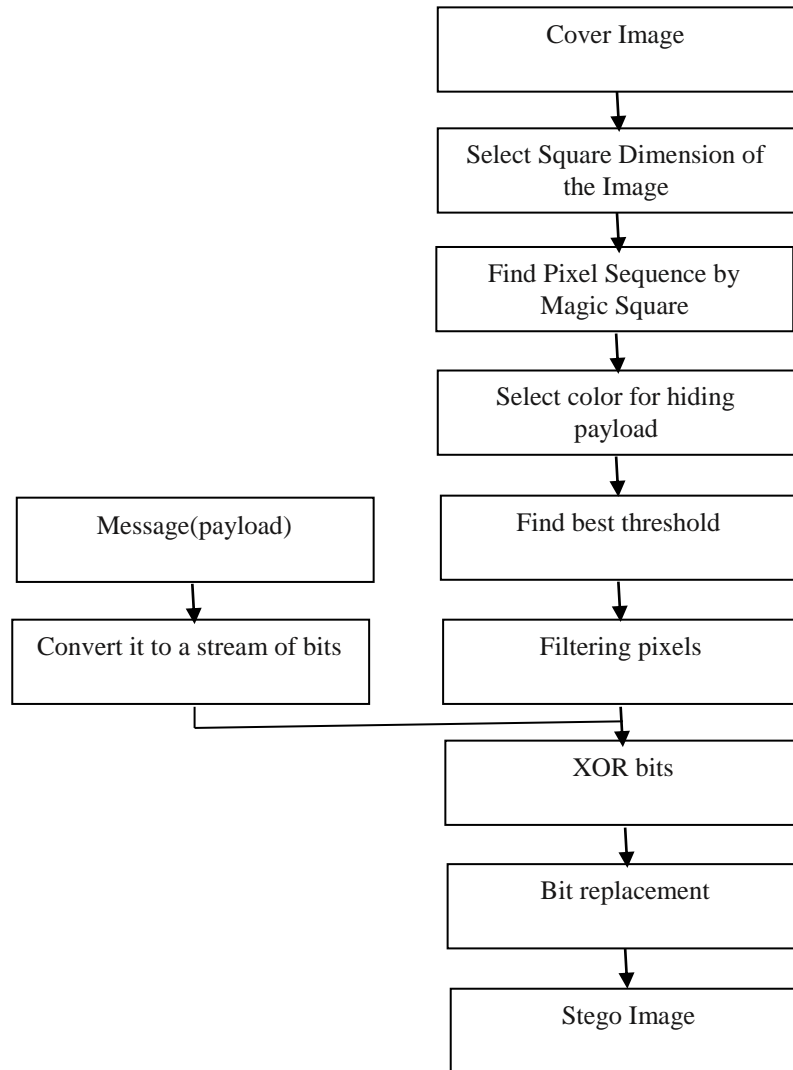 Cover Image
Select Square Dimension of
the Image
Find Pixel Sequence by
Magic Square
Select color for hiding
payload
Message(payload)
Find best threshold
Convert it to a stream of bits
Filtering pixels
XOR bits
Bit replacement
Stego Image